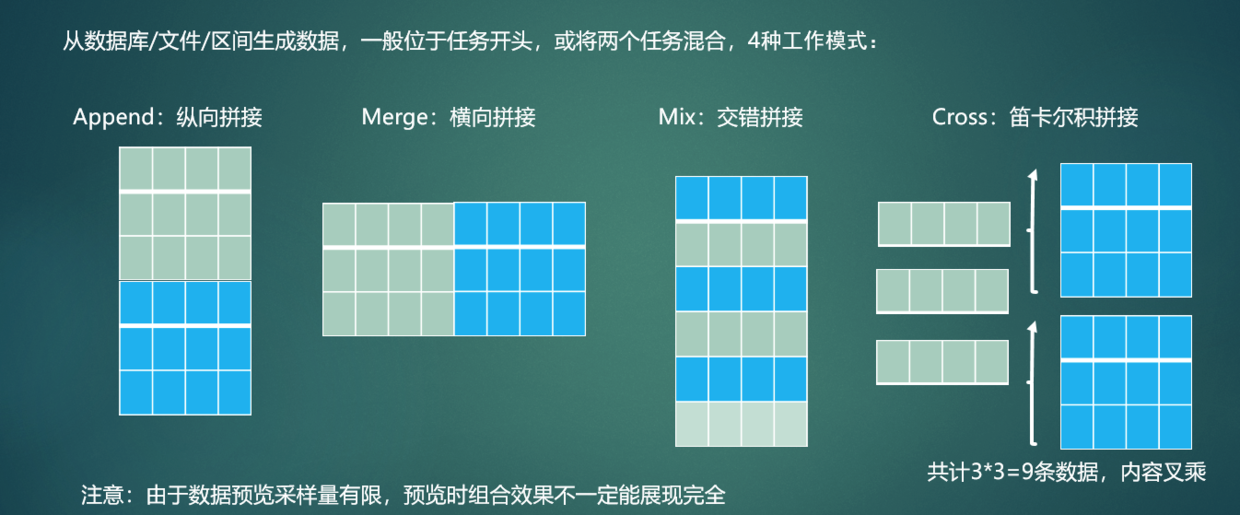 从数据库/文件/区间生成数据，一般位于任务开头，或将两个任务混合，4种工作模式：
Append：纵向拼接
Merge：横向拼接
Mix：交错拼接
Cross：笛卡尔积拼接
共计3*3=9条数据，内容叉乘
注意：由于数据预览采样量有限，预览时组合效果不一定能展现完全